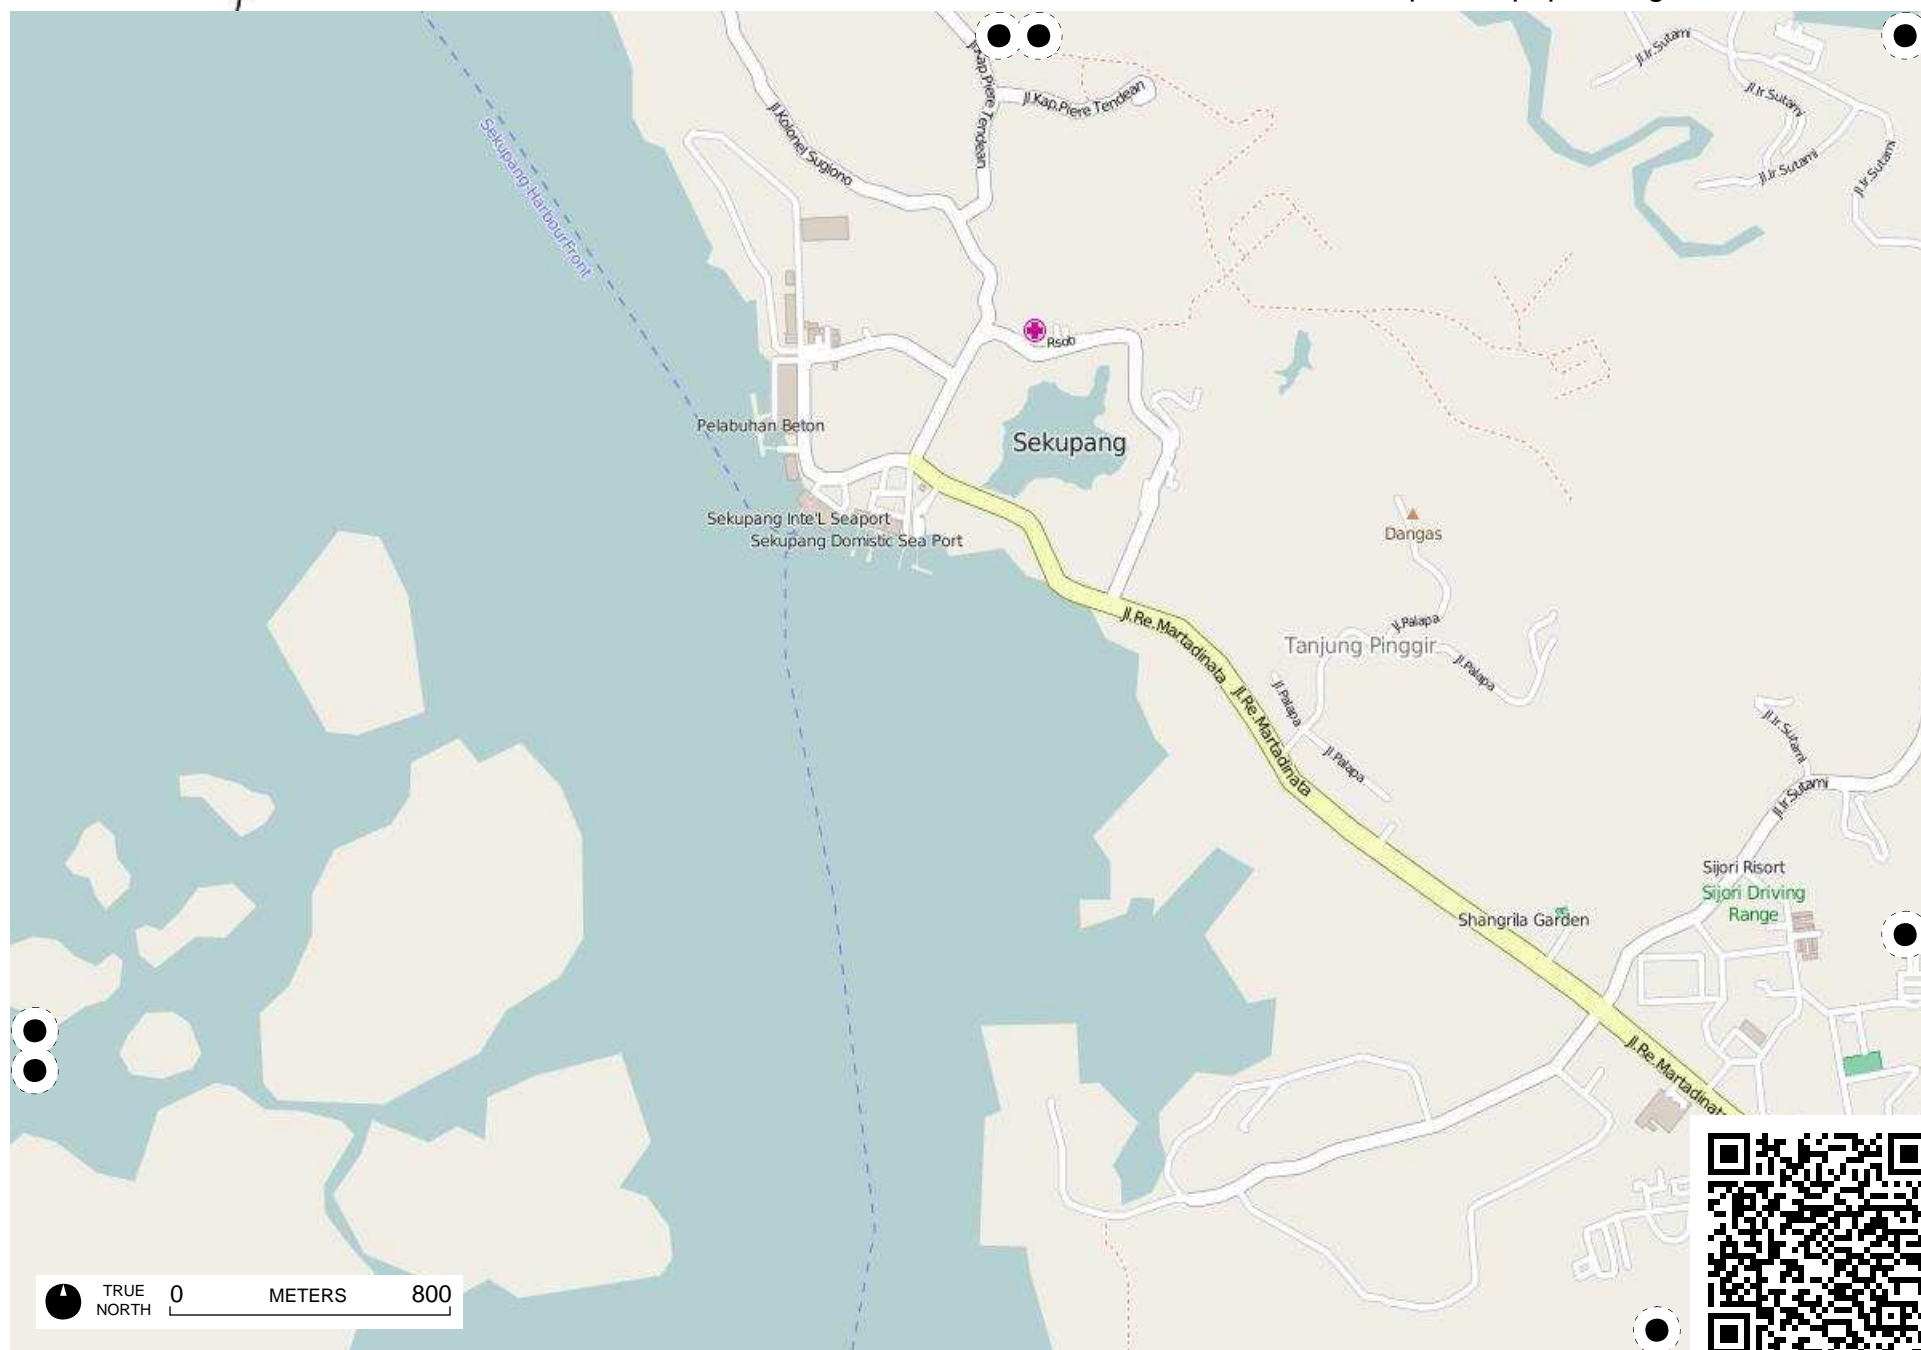 Jl.Ir.Sutami
Jl.Kap.Piere Tendean
Jl.Kap.Piere Tendean
Jl.Ir.Sutami
Jl.Kolonel Sugiono
Sekupang-HarbourFront
Jl.Ir.Sutami
Jl.Ir.Sutami
Rsob
Pelabuhan Beton
Sekupang
Sekupang Inte'L Seaport
Sekupang Domistic Sea Port
Dangas
Jl.Re.Martadinata
Jl.Palapa
Tanjung Pinggir
Jl.Palapa
Jl.Palapa
Jl.Re.Martadinata
Jl.Palapa
Jl.Ir.Sutami
Jl.Ir.Sutami
Sijori Risort
Sijori Driving
Range
Shangrila Garden
Jl.Re.Martadinata
TRUE
NORTH
0 METERS 800